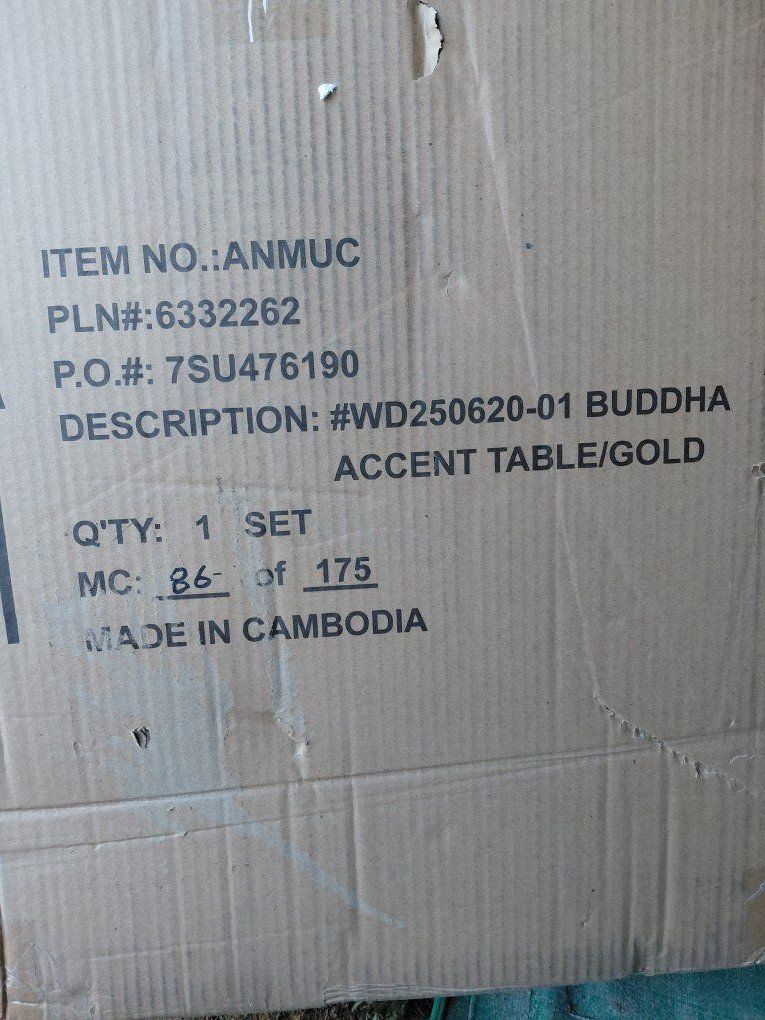 ITEM NO.:ANMUC
PLN#:6332262
P.O.#: 7SU476190
DESCRIPTION: #WD250620-01 BUDDHA
ACCENT TABLE/GOLD
Q'TY: 1 SET
MC: 86- of 175
MADE IN CAMBODIA